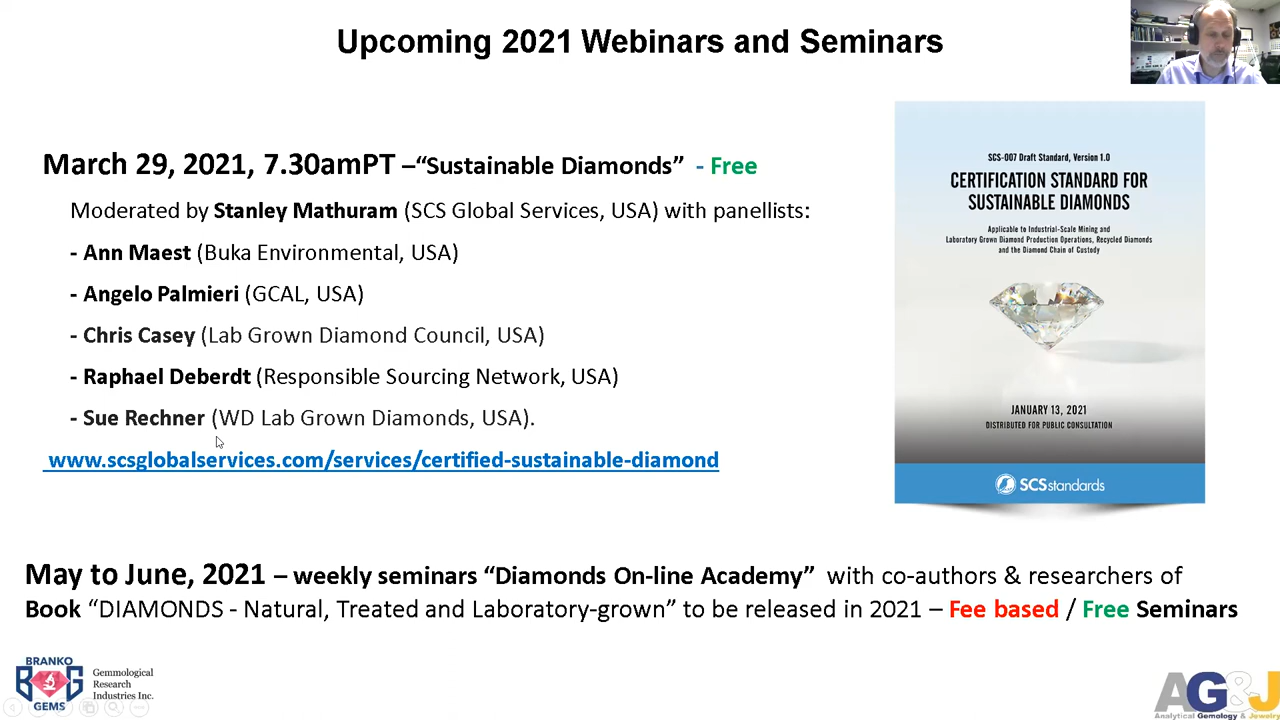 Upcoming 2021 Webinars and Seminars
March 29, 2021, 7.30amPT –“Sustainable Diamonds” - Free
Moderated by Stanley Mathuram (SCS Global Services, USA) with panellists:
- Ann Maest (Buka Environmental, USA)
- Angelo Palmieri (GCAL, USA)
- Chris Casey (Lab Grown Diamond Council, USA)
- Raphael Deberdt (Responsible Sourcing Network, USA)
- Sue Rechner (WD Lab Grown Diamonds, USA).
www.scsglobalservices.com/services/certified-sustainable-diamond
SCS-007 Draft Standard, Version 1.0
CERTIFICATION STANDARD FOR
SUSTAINABLE DIAMONDS
Applicable to Industrial-Scale Mining and
Laboratory Grown Diamond Production Operations, Recycled Diamonds
and the Diamond Chain of Custody
JANUARY 13, 2021
DISTRIBUTED FOR PUBLIC CONSULTATION
SCSstandards
May to June, 2021 – weekly seminars “Diamonds On-line Academy” with co-authors & researchers of
Book “DIAMONDS - Natural, Treated and Laboratory-grown” to be released in 2021 – Fee based / Free Seminars
BRANKO
GEMS
Gemmological
Research
Industries Inc.
AG&J
Analytical Gemology & Jewelry